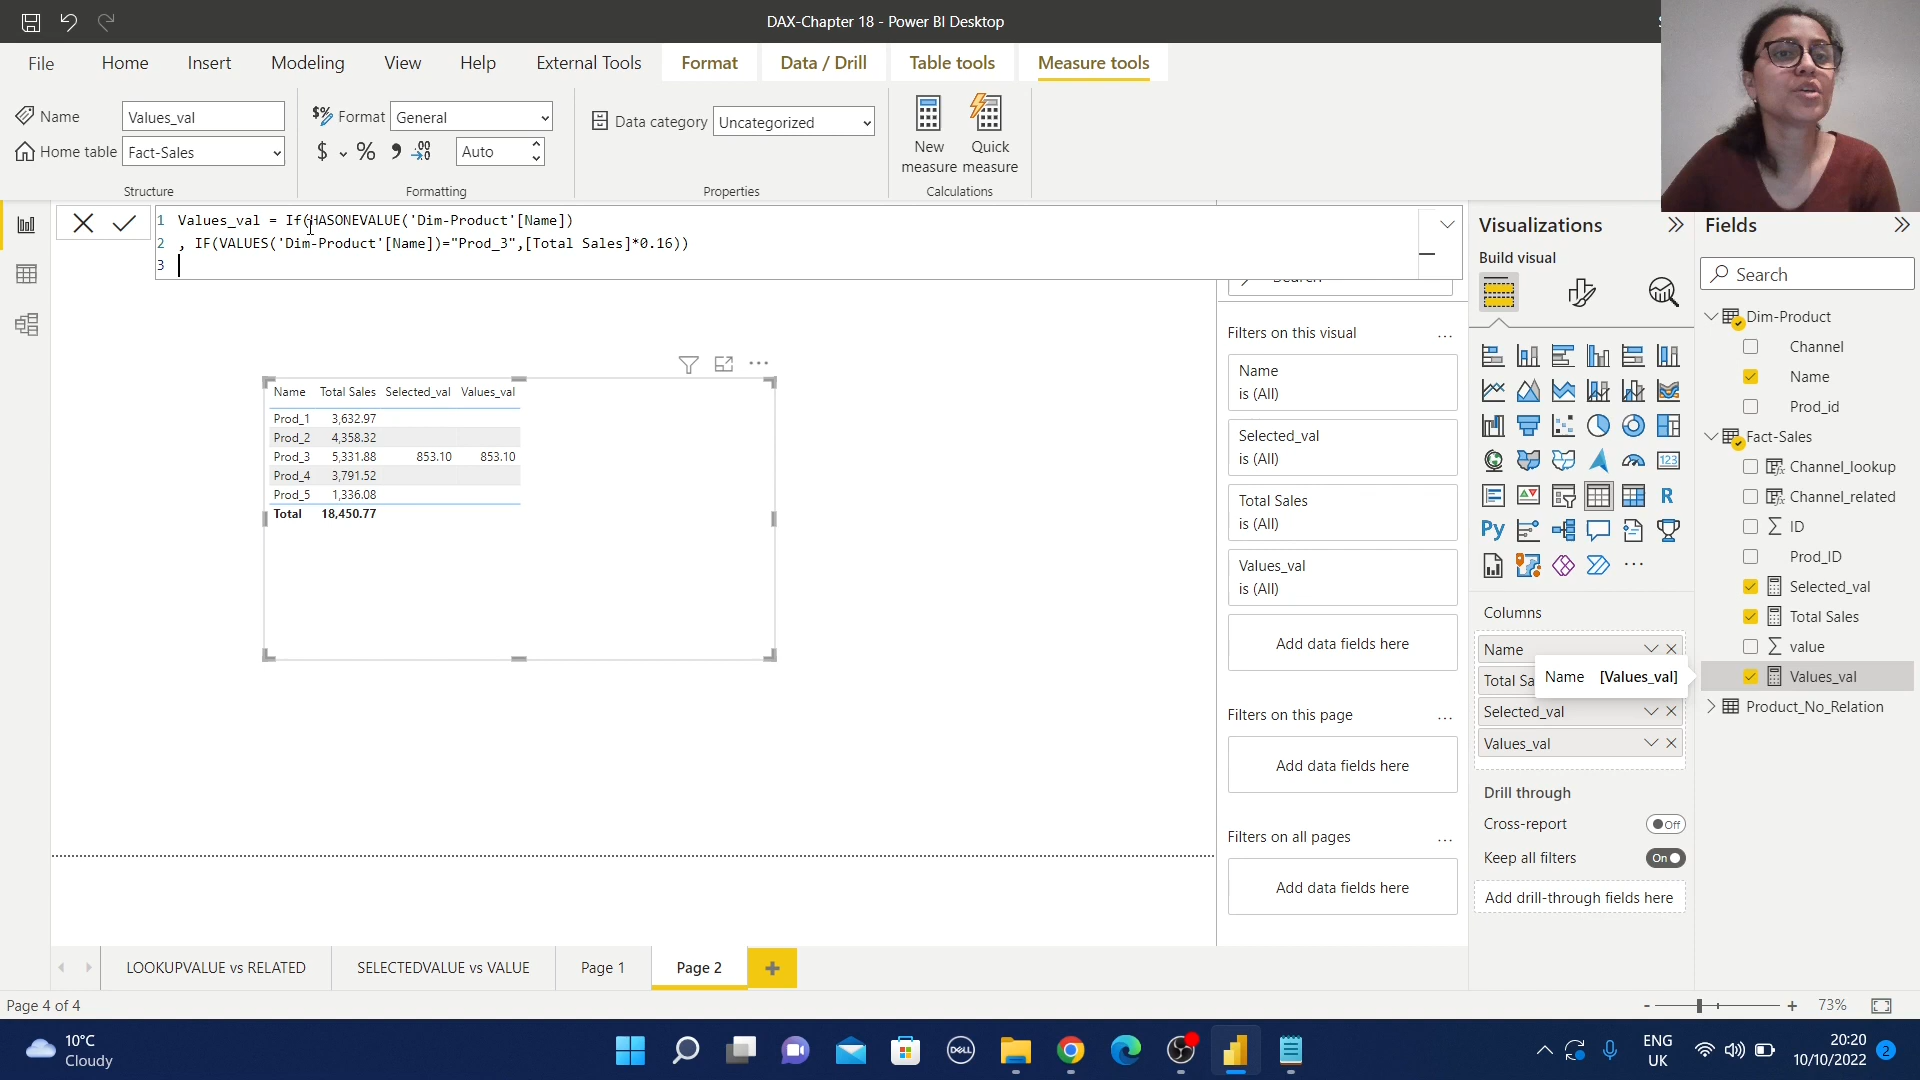 DAX-Chapter 18 - Power BI Desktop
File Home Insert Modeling View Help External Tools Format Data / Drill Table tools Measure tools
Name Values_val
Home table Fact-Sales
Structure
Format General
$ % Auto
Formatting
Data category Uncategorized
Properties
New measure
Quick measure
Calculations
1 Values_val = If(HASONEVALUE('Dim-Product'[Name])
2 , IF(VALUES('Dim-Product'[Name])="Prod_3",[Total Sales]*0.16))
3
Name Total Sales Selected_val Values_val
Prod_1 3,632.97
Prod_2 4,358.32
Prod_3 5,331.88 853.10 853.10
Prod_4 3,791.52
Prod_5 1,336.08
Total 18,450.77
Filters on this visual ...
Name
is (All)
Selected_val
is (All)
Total Sales
is (All)
Values_val
is (All)
Add data fields here
Filters on this page ...
Add data fields here
Filters on all pages ...
Add data fields here
Visualizations
Build visual
123
R
Py
...
Columns
Name
Total Sa
Name [Values_val]
Selected_val
Values_val
Drill through
Cross-report Off
Keep all filters On
Add drill-through fields here
Fields
Search
Dim-Product
Channel
Name
Prod_id
Fact-Sales
Channel_lookup
Channel_related
ID
Prod_ID
Selected_val
Total Sales
value
Values_val
Product_No_Relation
LOOKUPVALUE vs RELATED SELECTEDVALUE vs VALUE Page 1 Page 2
Page 4 of 4
- + 73%
10°C
Cloudy
DELL
ENG
UK
20:20
10/10/2022
2